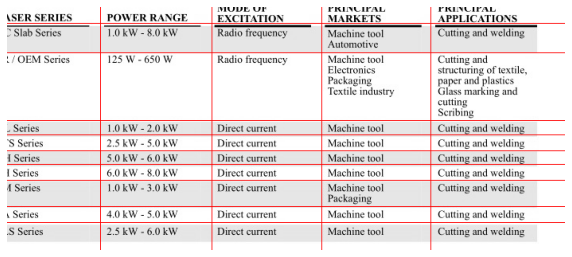 MODE OF PRINCIPAL PRINCIPAL
ASER SERIES POWER RANGE EXCITATION MARKETS APPLICATIONS
C Slab Series 1.0 kW - 8.0 kW Radio frequency Machine tool Cutting and welding
Automotive
/ OEM Series 125 W - 650 W Radio frequency Machine tool Cutting and
Electronics structuring of textile,
Packaging paper and plastics
Textile industry Glass marking and
cutting
Scribing
Series 1.0 kW - 2.0 kW Direct current Machine tool Cutting and welding
S Series 2.5 kW - 5.0 kW Direct current Machine tool Cutting and welding
H Series 5.0 kW - 6.0 kW Direct current Machine tool Cutting and welding
Series 6.0 kW - 8.0 kW Direct current Machine tool Cutting and welding
M Series 1.0 kW - 3.0 kW Direct current Machine tool Cutting and welding
Packaging
A Series 4.0 kW - 5.0 kW Direct current Machine tool Cutting and welding
S Series 2.5 kW - 6.0 kW Direct current Machine tool Cutting and welding